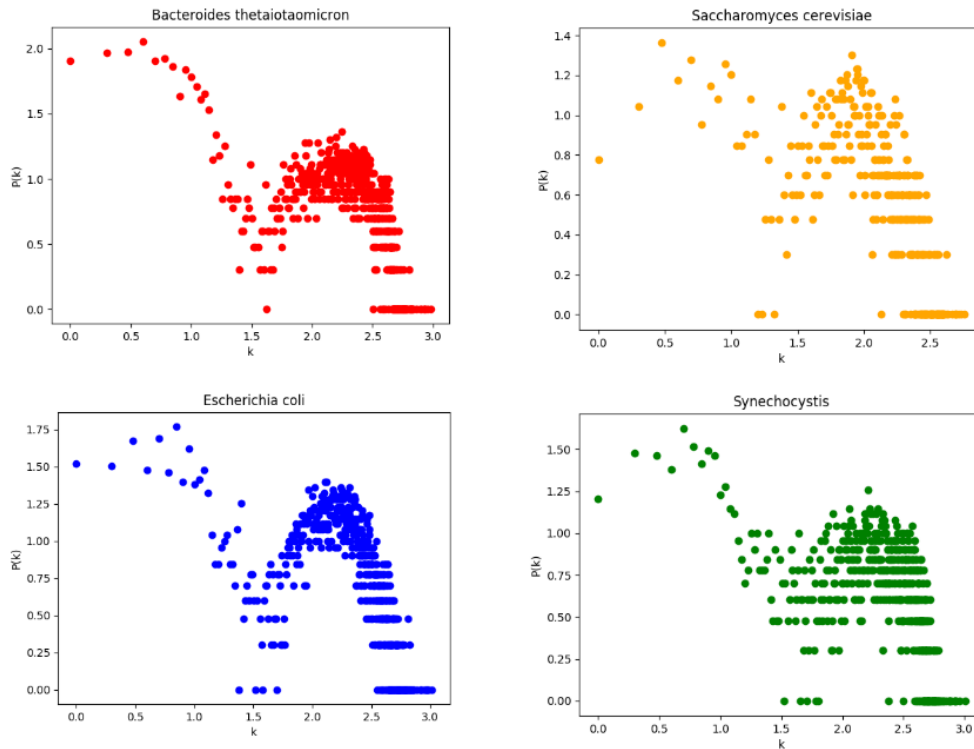 Bacteroides thetaiotaomicron
2.0
1.5
1.0
0.5
0.0
P(k)
0.0 0.5 1.0 1.5 2.0 2.5 3.0
k
Saccharomyces cerevisiae
1.4
1.2
1.0
0.8
0.6
0.4
0.2
0.0
P(k)
0.0 0.5 1.0 1.5 2.0 2.5
k
Escherichia coli
1.75
1.50
1.25
1.00
0.75
0.50
0.25
0.00
P(k)
0.0 0.5 1.0 1.5 2.0 2.5 3.0
k
Synechocystis
1.50
1.25
1.00
0.75
0.50
0.25
0.00
P(k)
0.0 0.5 1.0 1.5 2.0 2.5 3.0
k